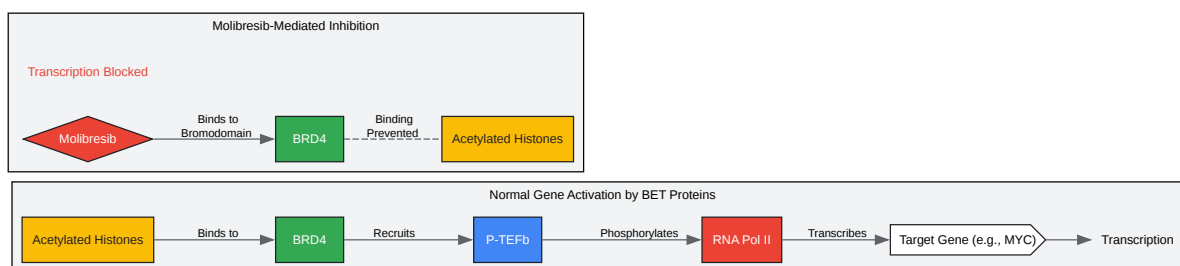 Molibresib-Mediated Inhibition
Transcription Blocked
Molibresib
Binds to
Bromodomain
BRD4
Binding
Prevented
Acetylated Histones
Normal Gene Activation by BET Proteins
Acetylated Histones
Binds to
BRD4
Recruits
P-TEFb
Phosphorylates
RNA Pol II
Transcribes
Target Gene (e.g., MYC)
Transcription